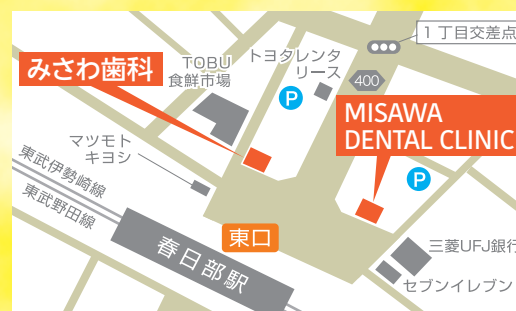 1丁目交差点
TOBU
食鮮市場
トヨタレンタ
リース
みさわ歯科
400
P
MISAWA
DENTAL CLINIC
マツモト
キヨシ
P
東武伊勢崎線
東武野田線
東口
春日部駅
三菱UFJ銀行
セブンイレブン